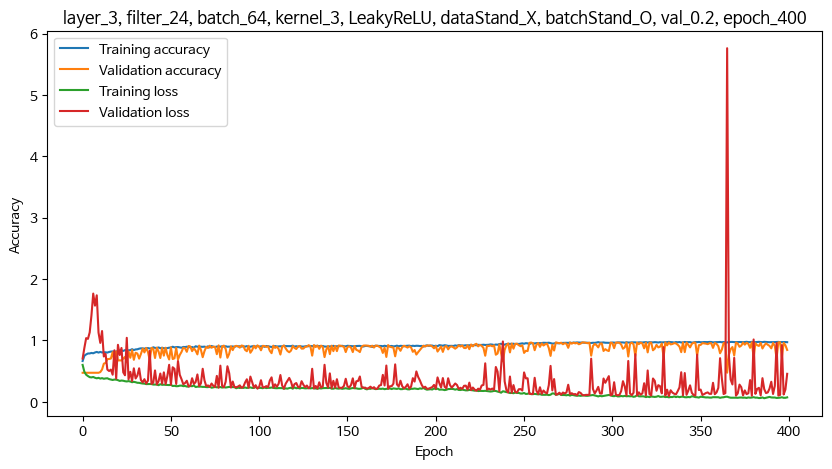 layer_3, filter_24, batch_64, kernel_3, LeakyReLU, dataStand_X, batchStand_O, val_0.2, epoch_400
Training accuracy
Validation accuracy
Training loss
Validation loss
6
5
4
3
2
1
0
Accuracy
0 50 100 150 200 250 300 350 400
Epoch